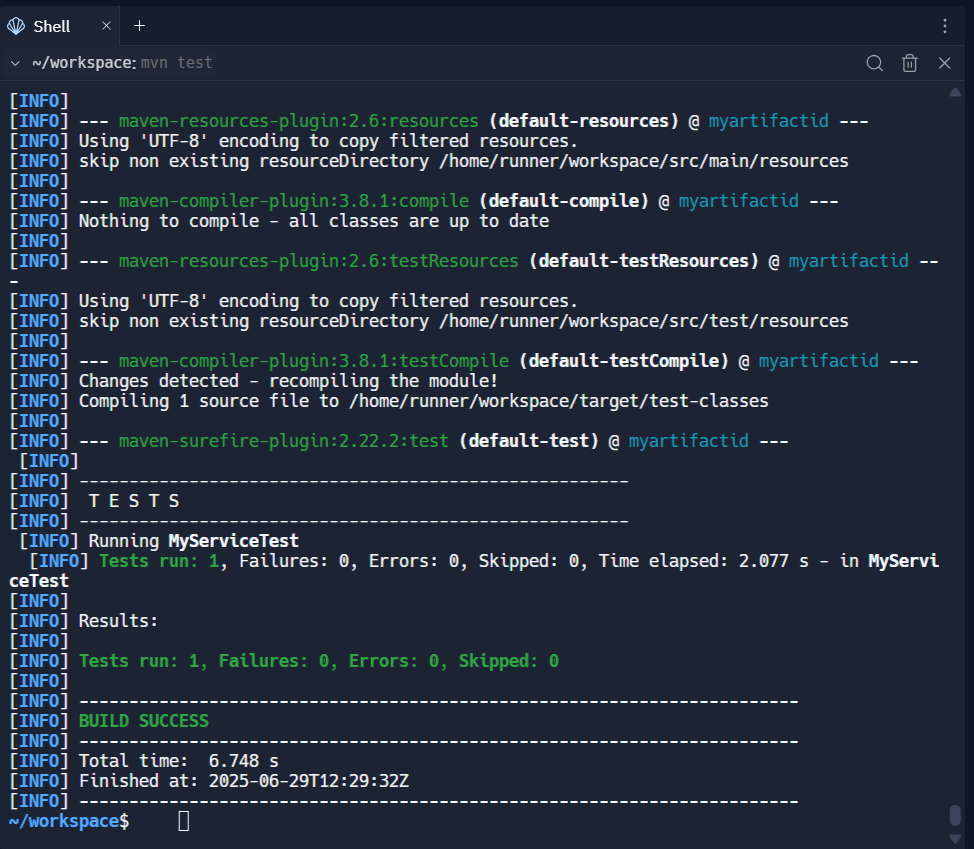 Shell
~/workspace: mvn test
[INFO]
[INFO] --- maven-resources-plugin:2.6:resources (default-resources) @ myartifactid ---
[INFO] Using 'UTF-8' encoding to copy filtered resources.
[INFO] skip non existing resourceDirectory /home/runner/workspace/src/main/resources
[INFO]
[INFO] --- maven-compiler-plugin:3.8.1:compile (default-compile) @ myartifactid ---
[INFO] Nothing to compile - all classes are up to date
[INFO]
[INFO] --- maven-resources-plugin:2.6:testResources (default-testResources) @ myartifactid --
-
[INFO] Using 'UTF-8' encoding to copy filtered resources.
[INFO] skip non existing resourceDirectory /home/runner/workspace/src/test/resources
[INFO]
[INFO] --- maven-compiler-plugin:3.8.1:testCompile (default-testCompile) @ myartifactid ---
[INFO] Changes detected - recompiling the module!
[INFO] Compiling 1 source file to /home/runner/workspace/target/test-classes
[INFO]
[INFO] --- maven-surefire-plugin:2.22.2:test (default-test) @ myartifactid ---
[INFO]
[INFO] -------------------------------------------------------
[INFO]  T E S T S
[INFO] -------------------------------------------------------
[INFO] Running MyServiceTest
[INFO] Tests run: 1, Failures: 0, Errors: 0, Skipped: 0, Time elapsed: 2.077 s - in MyServi
ceTest
[INFO]
[INFO] Results:
[INFO]
[INFO] Tests run: 1, Failures: 0, Errors: 0, Skipped: 0
[INFO]
[INFO] ------------------------------------------------------------------------
[INFO] BUILD SUCCESS
[INFO] ------------------------------------------------------------------------
[INFO] Total time:  6.748 s
[INFO] Finished at: 2025-06-29T12:29:32Z
[INFO] ------------------------------------------------------------------------
~/workspace$